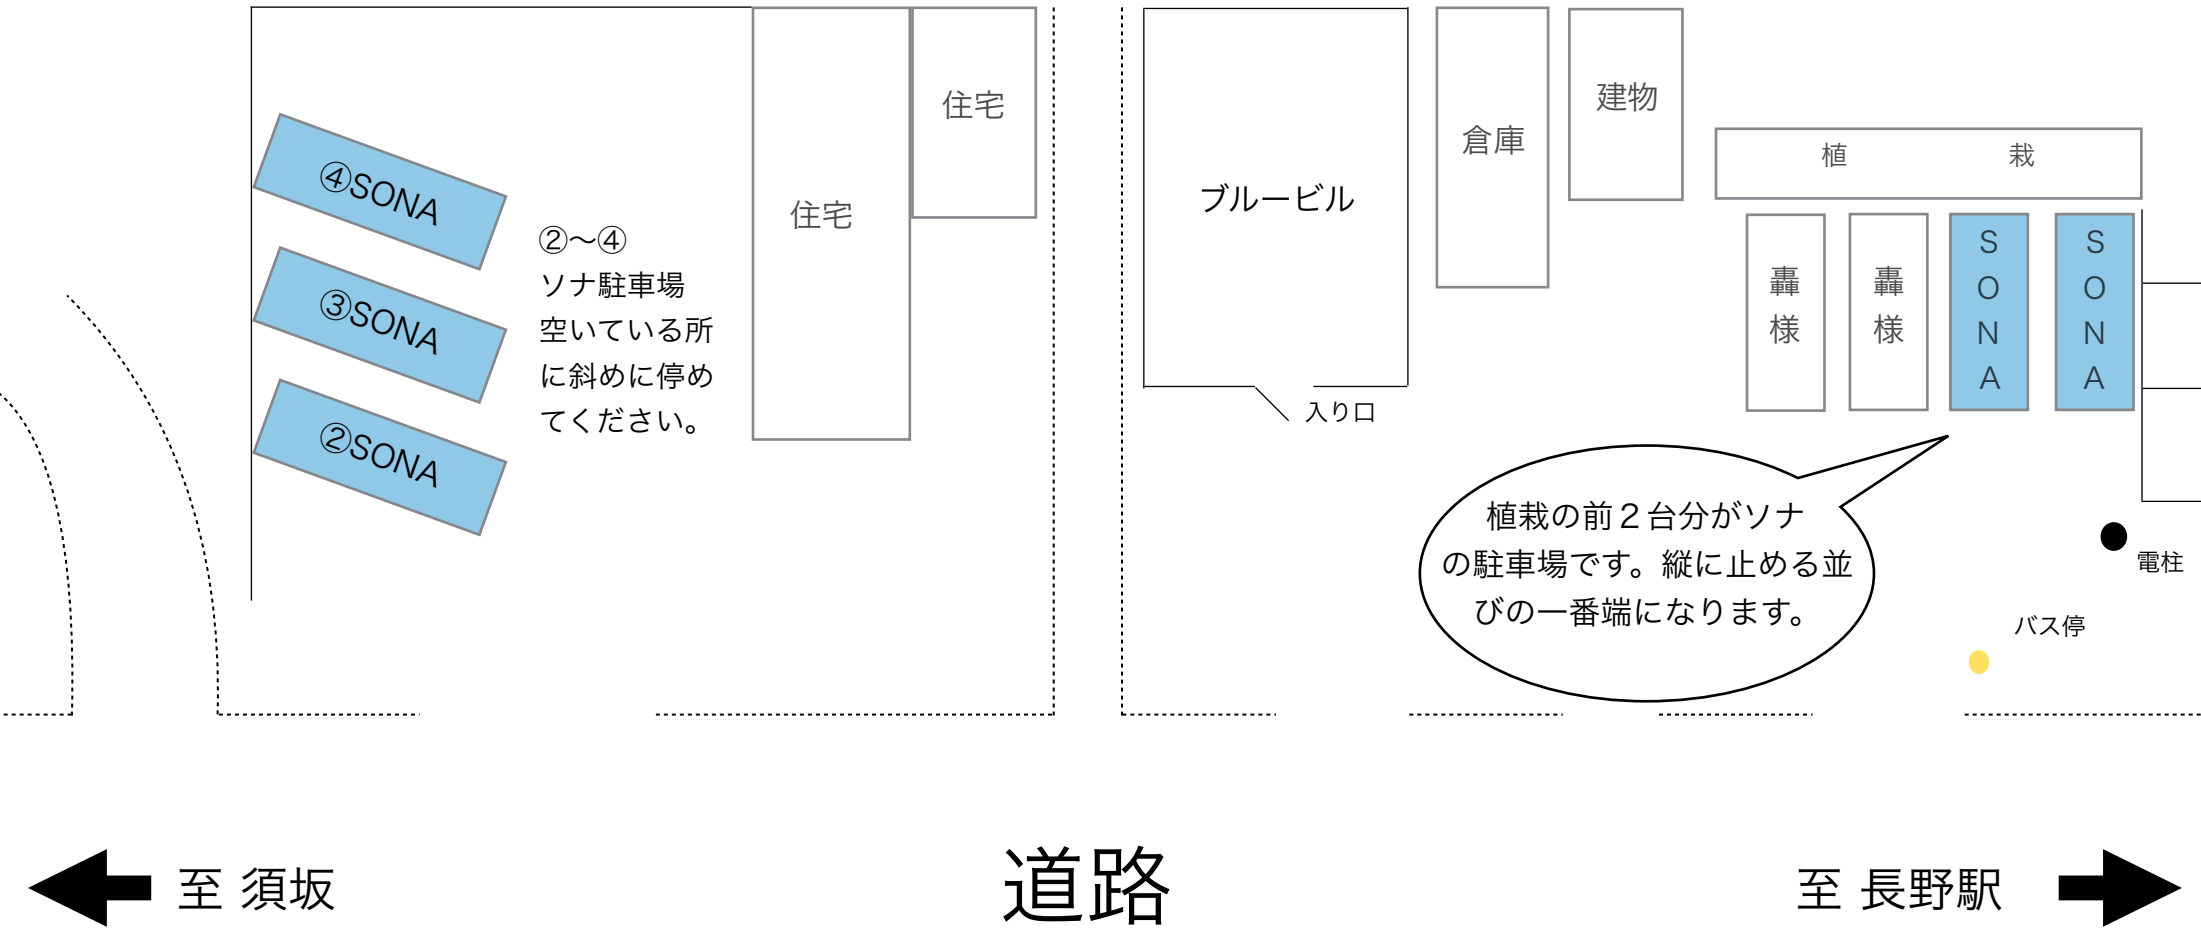 ④SONA
③SONA
②SONA
②〜④
ソナ駐車場
空いている所
に斜めに停め
てください。
住宅
住宅
ブルービル
入り口
倉庫
建物
植 栽
轟様
轟様
SONA
SONA
植栽の前２台分がソナ
の駐車場です。縦に止める並
びの一番端になります。
電柱
バス停
至 須坂
道路
至 長野駅